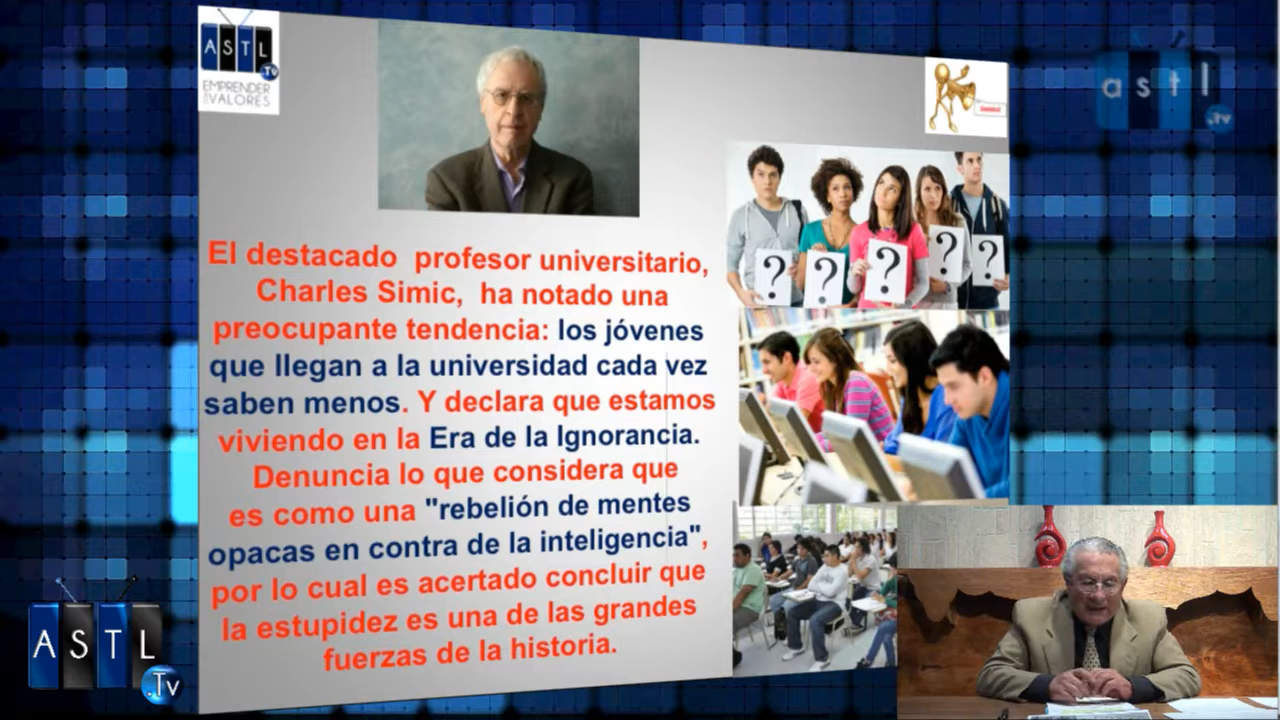 ASTL
.Tv
EMPRENDER
CON VALORES
astl
.tv
El destacado profesor universitario,
Charles Simic, ha notado una
preocupante tendencia: los jóvenes
que llegan a la universidad cada vez
saben menos. Y declara que estamos
viviendo en la Era de la Ignorancia.
Denuncia lo que considera que
es como una "rebelión de mentes
opacas en contra de la inteligencia",
por lo cual es acertado concluir que
la estupidez es una de las grandes
fuerzas de la historia.
? ? ? ? ?
ASTL
.Tv